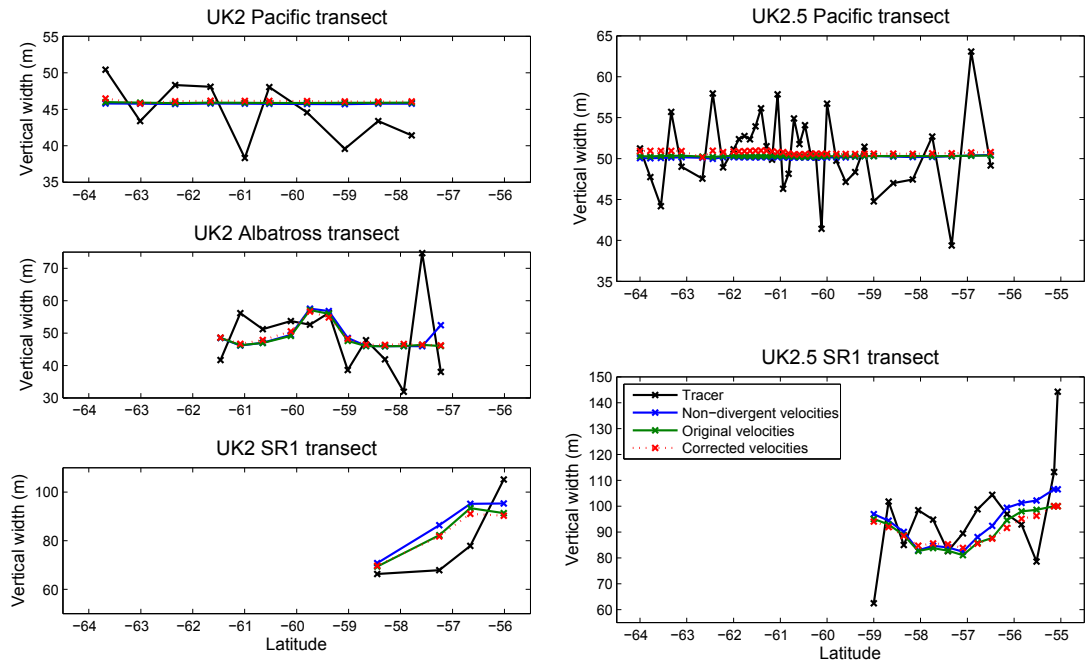 UK2 Pacific transect
Vertical width (m)
55
50
45
40
35
−64 −63 −62 −61 −60 −59 −58 −57 −56
UK2 Albatross transect
Vertical width (m)
70
60
50
40
30
−64 −63 −62 −61 −60 −59 −58 −57 −56
UK2 SR1 transect
Vertical width (m)
100
80
60
−64 −63 −62 −61 −60 −59 −58 −57 −56
Latitude
UK2.5 Pacific transect
Vertical width (m)
65
60
55
50
45
40
35
−64 −63 −62 −61 −60 −59 −58 −57 −56 −55
UK2.5 SR1 transect
Vertical width (m)
150
140
130
120
110
100
90
80
70
60
Tracer
Non−divergent velocities
Original velocities
Corrected velocities
−64 −63 −62 −61 −60 −59 −58 −57 −56 −55
Latitude